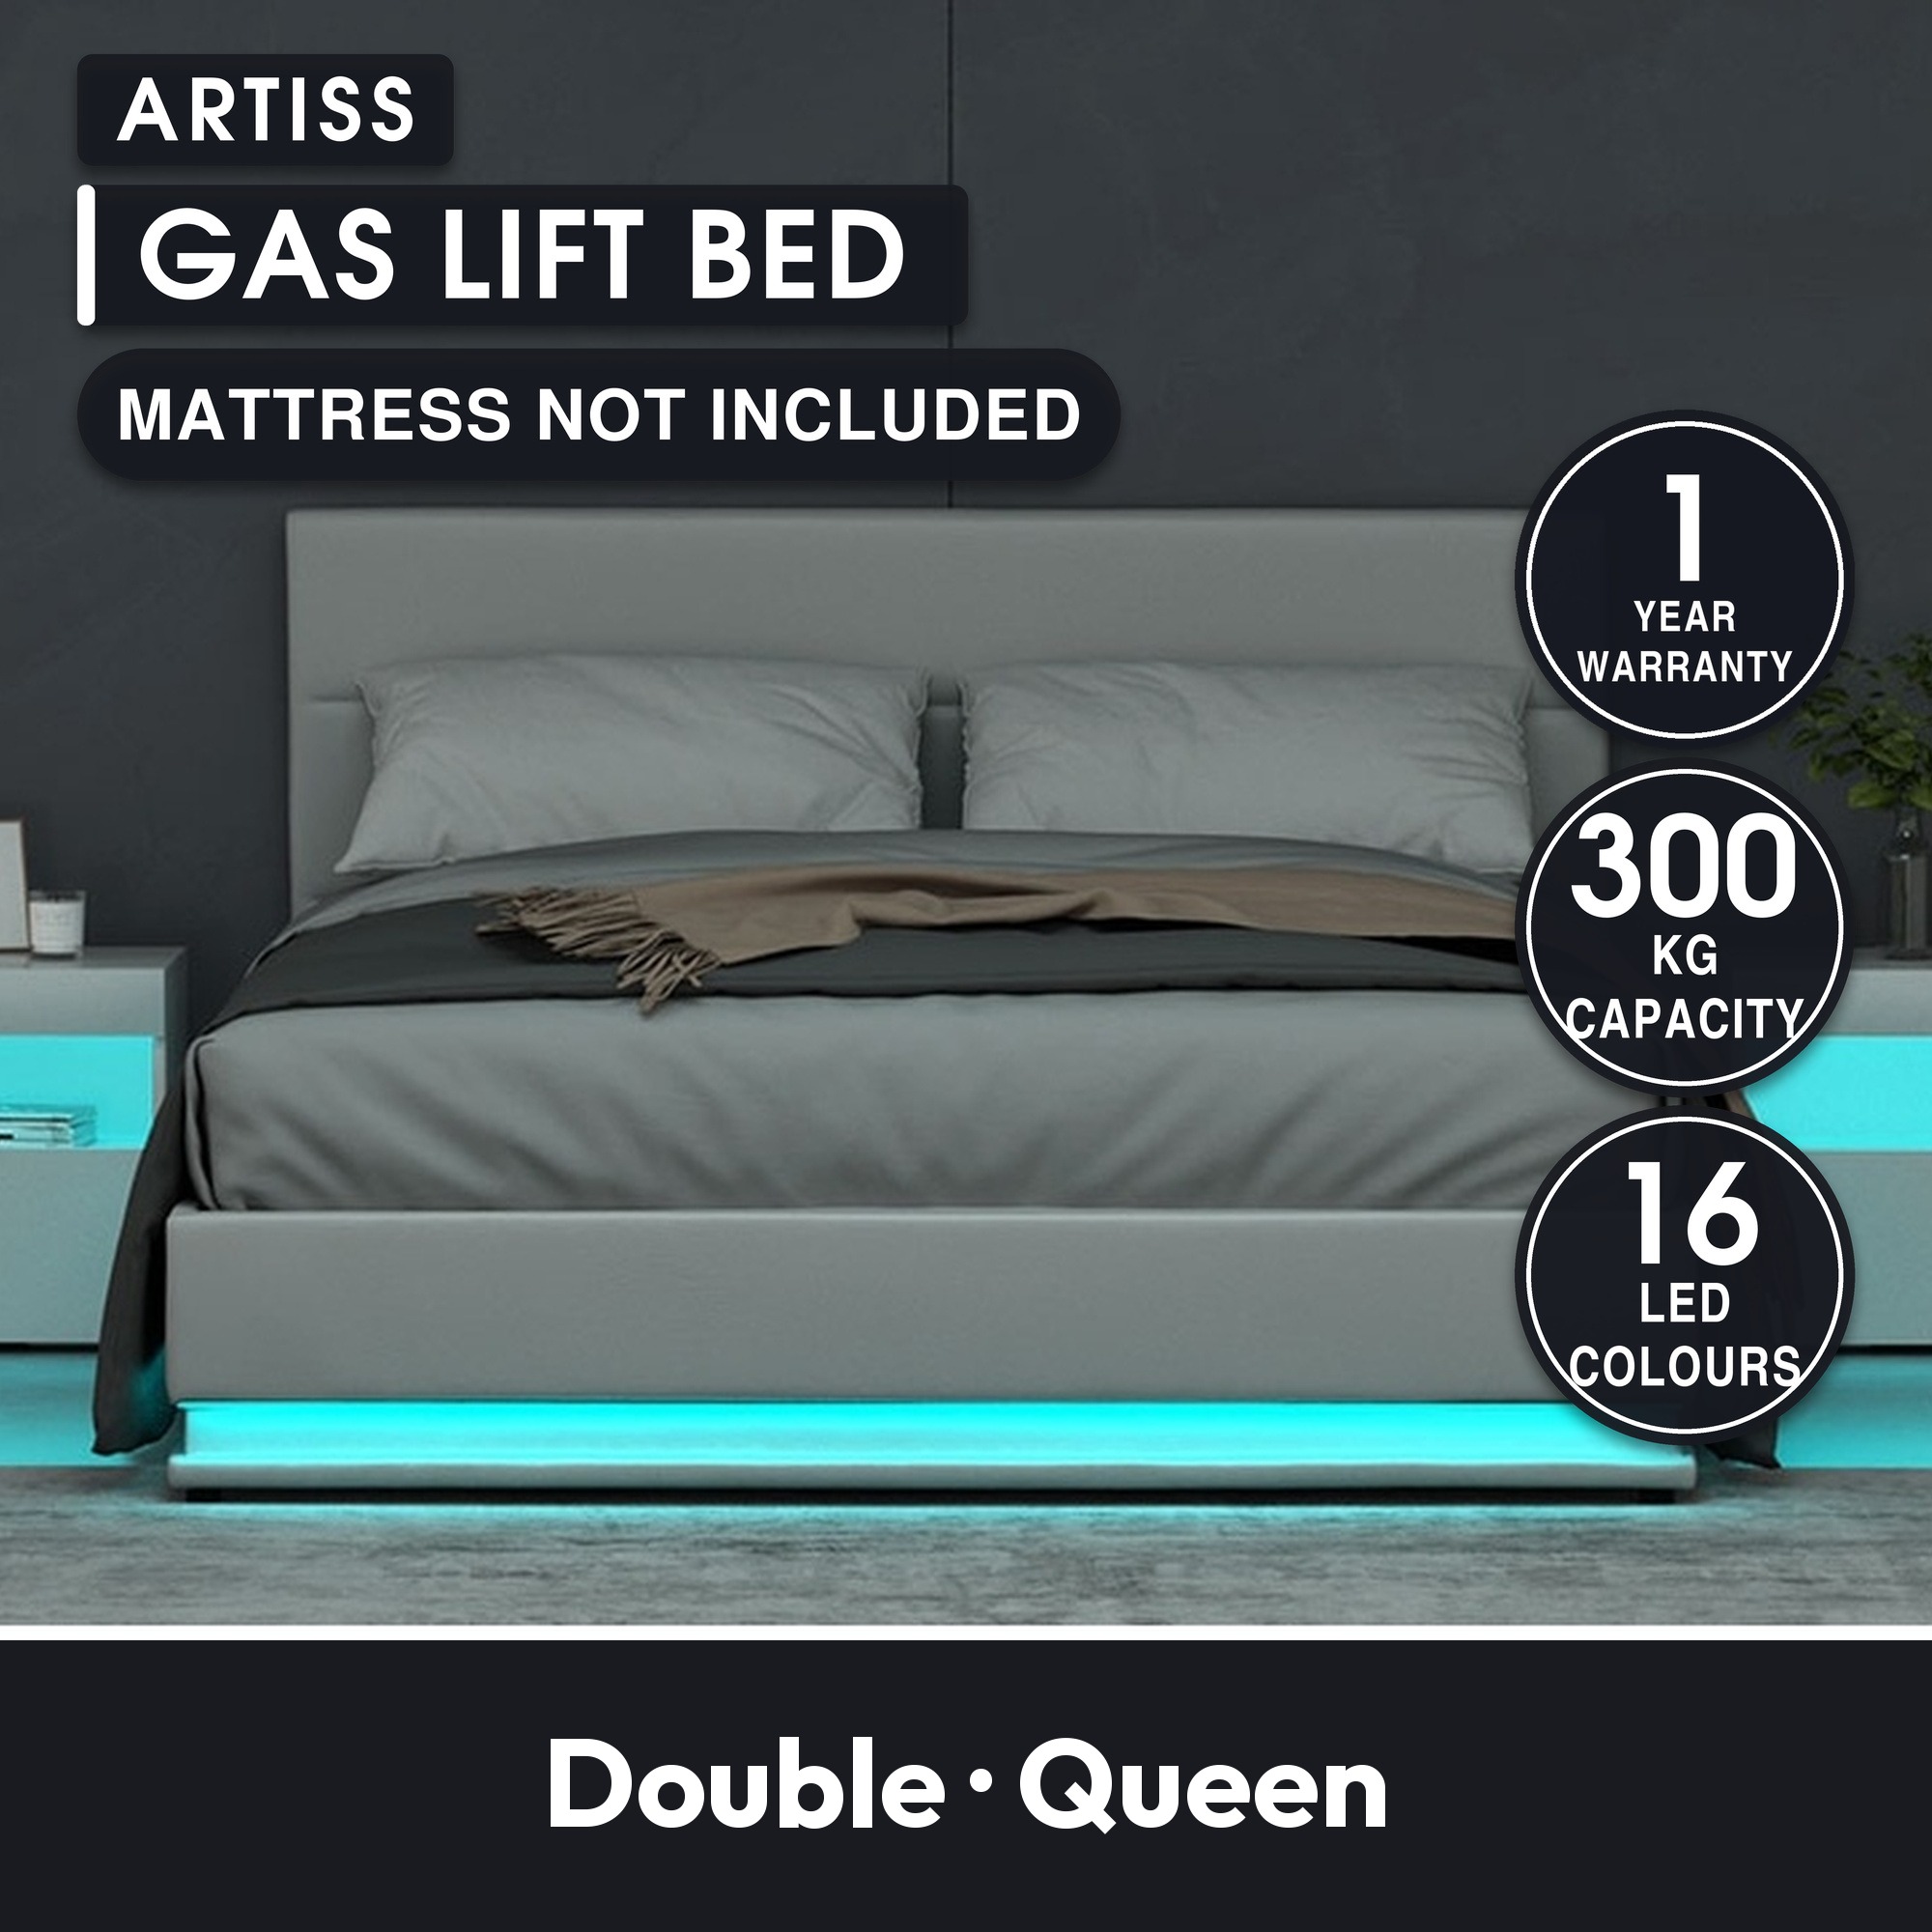 ARTISS
GAS LIFT BED
MATTRESS NOT INCLUDED
1
YEAR
WARRANTY
300
KG
CAPACITY
16
LED
COLOURS
Double • Queen